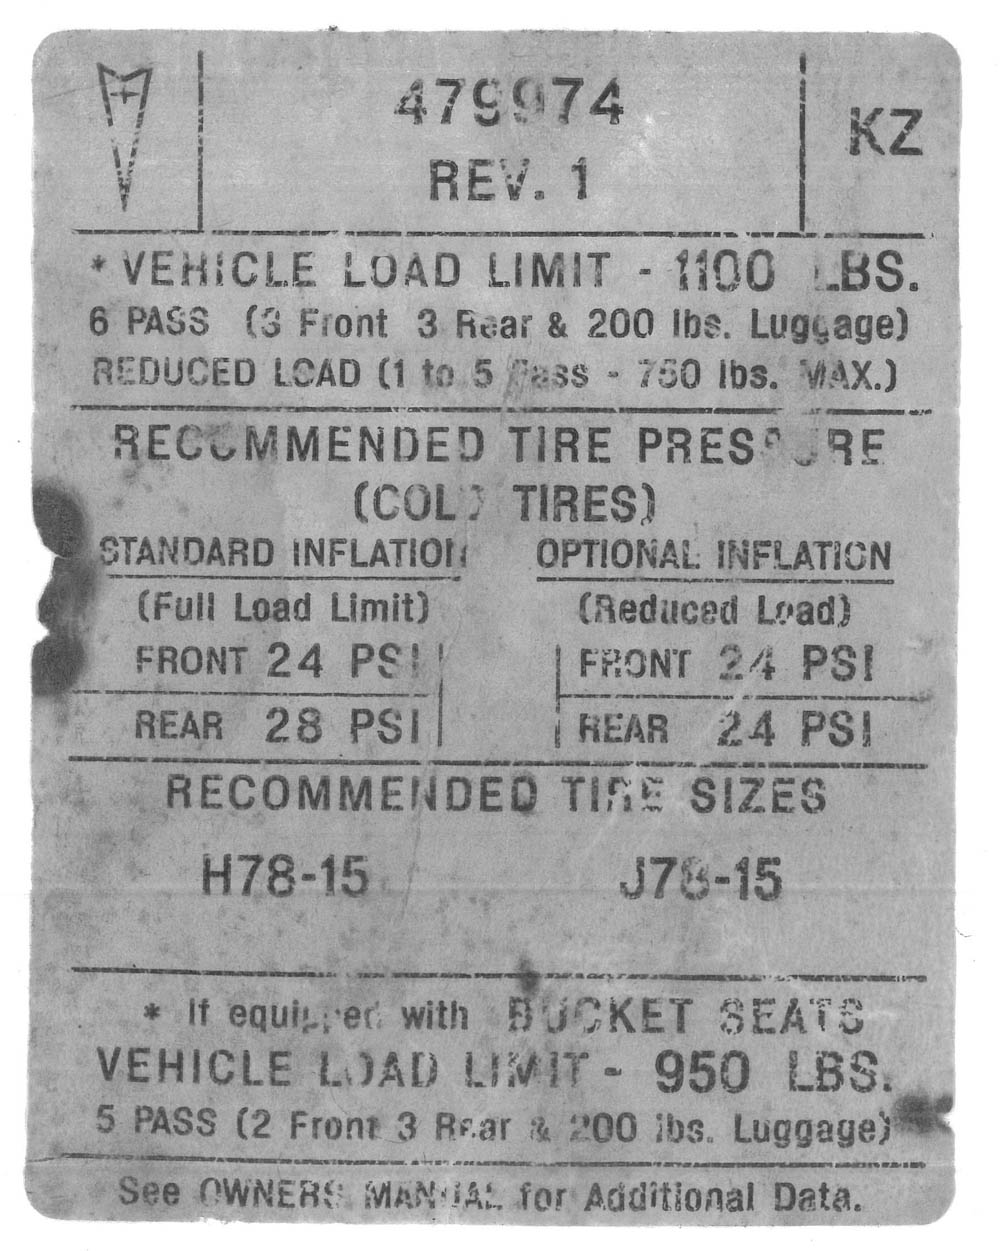 479974
KZ
REV. 1
* VEHICLE LOAD LIMIT - 1100 LBS.
6 PASS (3 Front 3 Rear & 200 lbs. Luggage)
REDUCED LOAD (1 to 5 Pass - 750 lbs. MAX.)
RECOMMENDED TIRE PRESSURE
(COLD TIRES)
STANDARD INFLATION OPTIONAL INFLATION
(Full Load Limit) (Reduced Load)
FRONT 24 PSI FRONT 24 PSI
REAR 28 PSI REAR 24 PSI
RECOMMENDED TIRE SIZES
H78-15 J78-15
* If equipped with BUCKET SEATS
VEHICLE LOAD LIMIT - 950 LBS.
5 PASS (2 Front 3 Rear & 200 lbs. Luggage)
See OWNERS MANUAL for Additional Data.